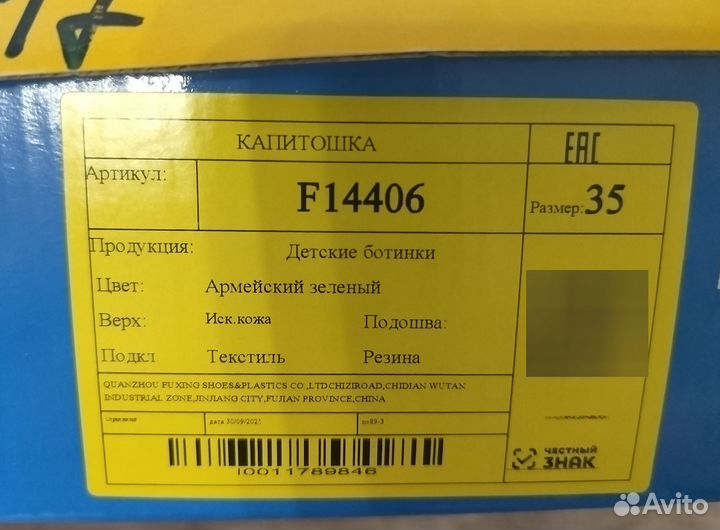 КАПИТОШКА
EAC
Артикул:
F14406
Размер: 35
Продукция: Детские ботинки
Цвет: Армейский зеленый
Верх: Иск.кожа Подошва:
Подкл Текстиль Резина
QUANZHOU FUXING SHOES&PLASTICS CO.,LTDCHIZIROAD,CHIDIAN WUTAN
INDUSTRIAL ZONE,JINJIANG CITY,FUJIAN PROVINCE,CHINA
дата 30/09/2021
I0011789846
ЧЕСТНЫЙ
ЗНАК
Avito